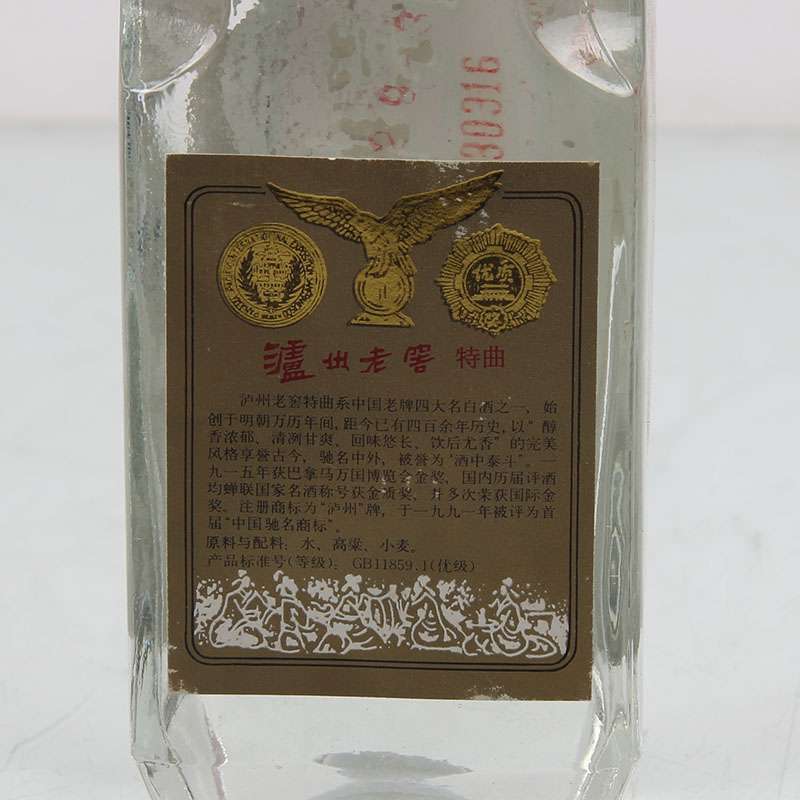 30316
优质
泸州老窖 特曲
泸州老窖特曲系中国老牌四大名白酒之一，始
创于明朝万历年间，距今已有四百余年历史，以“醇
香浓郁、清冽甘爽、回味悠长、饮后尤香”的完美
风格享誉古今，驰名中外，被誉为“酒中泰斗”。一
九一五年获巴拿马万国博览会金奖，国内历届评酒
均蝉联国家名酒称号获金质奖，并多次荣获国际金
奖。注册商标为“泸州”牌，于一九九一年被评为首
届“中国驰名商标”。
原料与配料：水、高粱、小麦。
产品标准号(等级)：GB11859.1(优级)